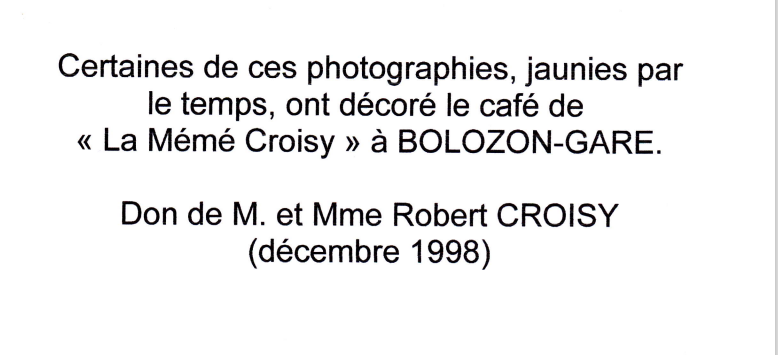 Certaines de ces photographies, jaunies par
le temps, ont décoré le café de
« La Mémé Croisy » à BOLOZON-GARE.
Don de M. et Mme Robert CROISY
(décembre 1998)